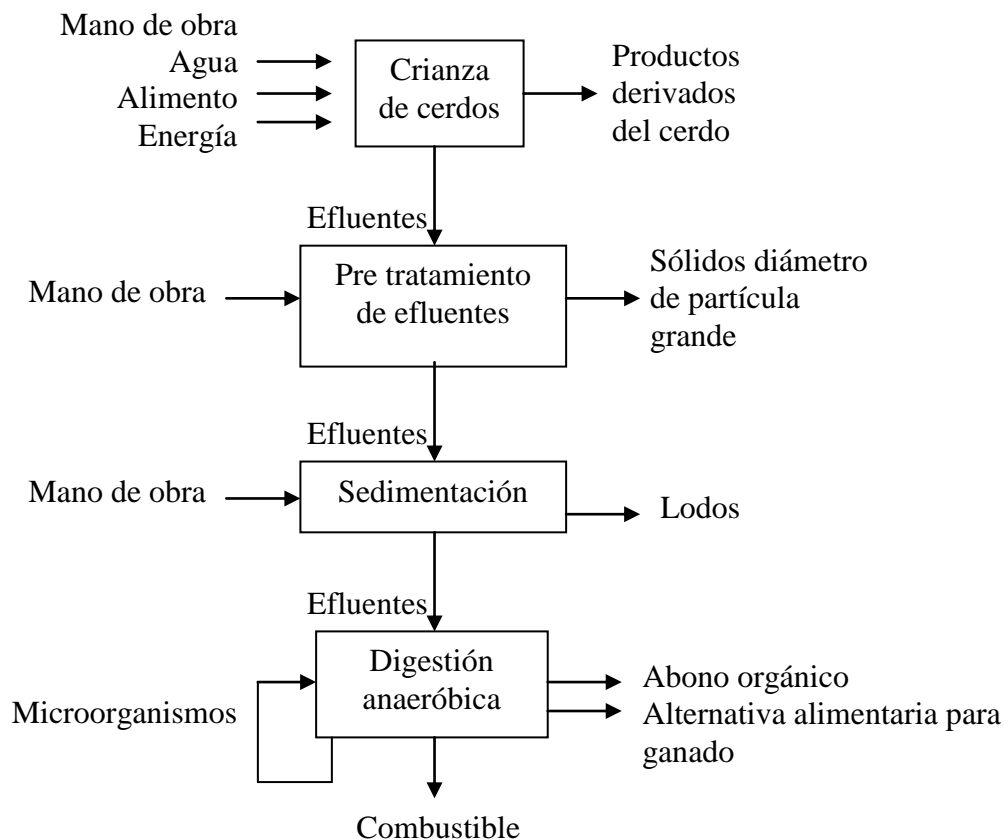 Mano de obra
Agua
Alimento
Energía
Crianza
de cerdos
Productos
derivados
del cerdo
Efluentes
Mano de obra
Pre tratamiento
de efluentes
Sólidos diámetro
de partícula
grande
Efluentes
Mano de obra
Sedimentación
Lodos
Efluentes
Microorganismos
Digestión
anaeróbica
Abono orgánico
Alternativa alimentaria para
ganado
Combustible